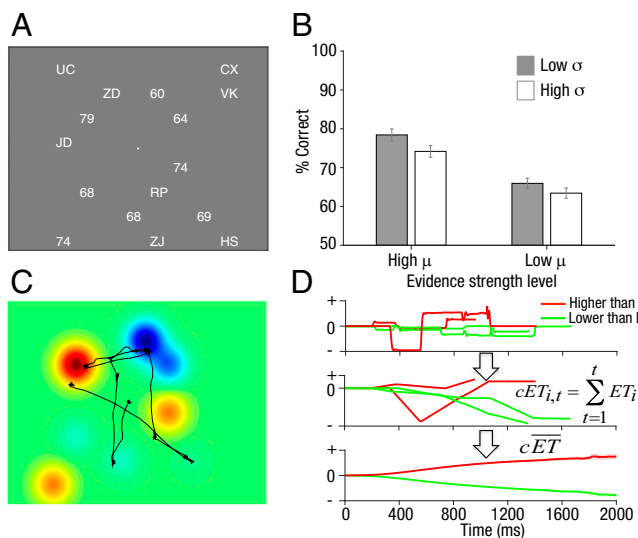 A
UC CX
ZD 60 VK
79 64
JD
74
68 RP
68 69
74 ZJ HS
B
100
90
80
70
60
50
% Correct
Low σ
High σ
High μ Low μ
Evidence strength level
C
D
+
0
-
Higher than
Lower than
+
0
-
cET_{i,t} = \sum_{t=1}^{t} ET_i
+
0
-
c\overline{ET}
0 400 800 1200 1600 2000
Time (ms)